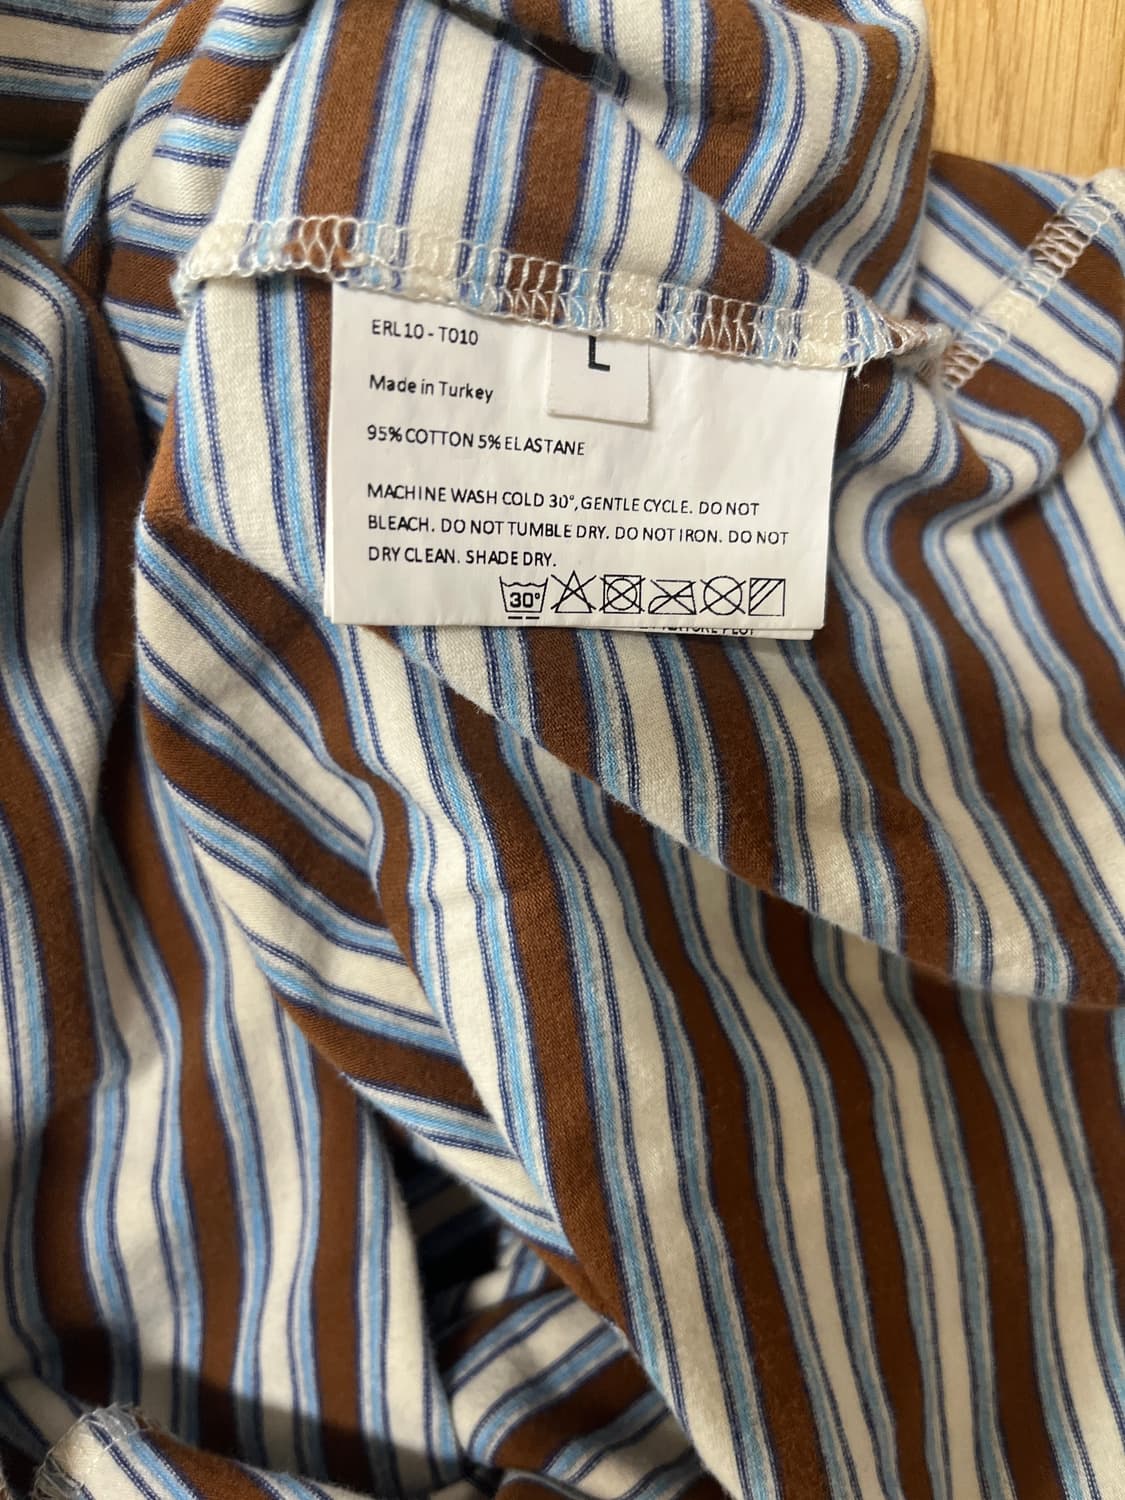 ERL10 - T010
L
Made in Turkey
95% COTTON 5% ELASTANE
MACHINE WASH COLD 30°, GENTLE CYCLE. DO NOT
BLEACH. DO NOT TUMBLE DRY. DO NOT IRON. DO NOT
DRY CLEAN. SHADE DRY.
30°